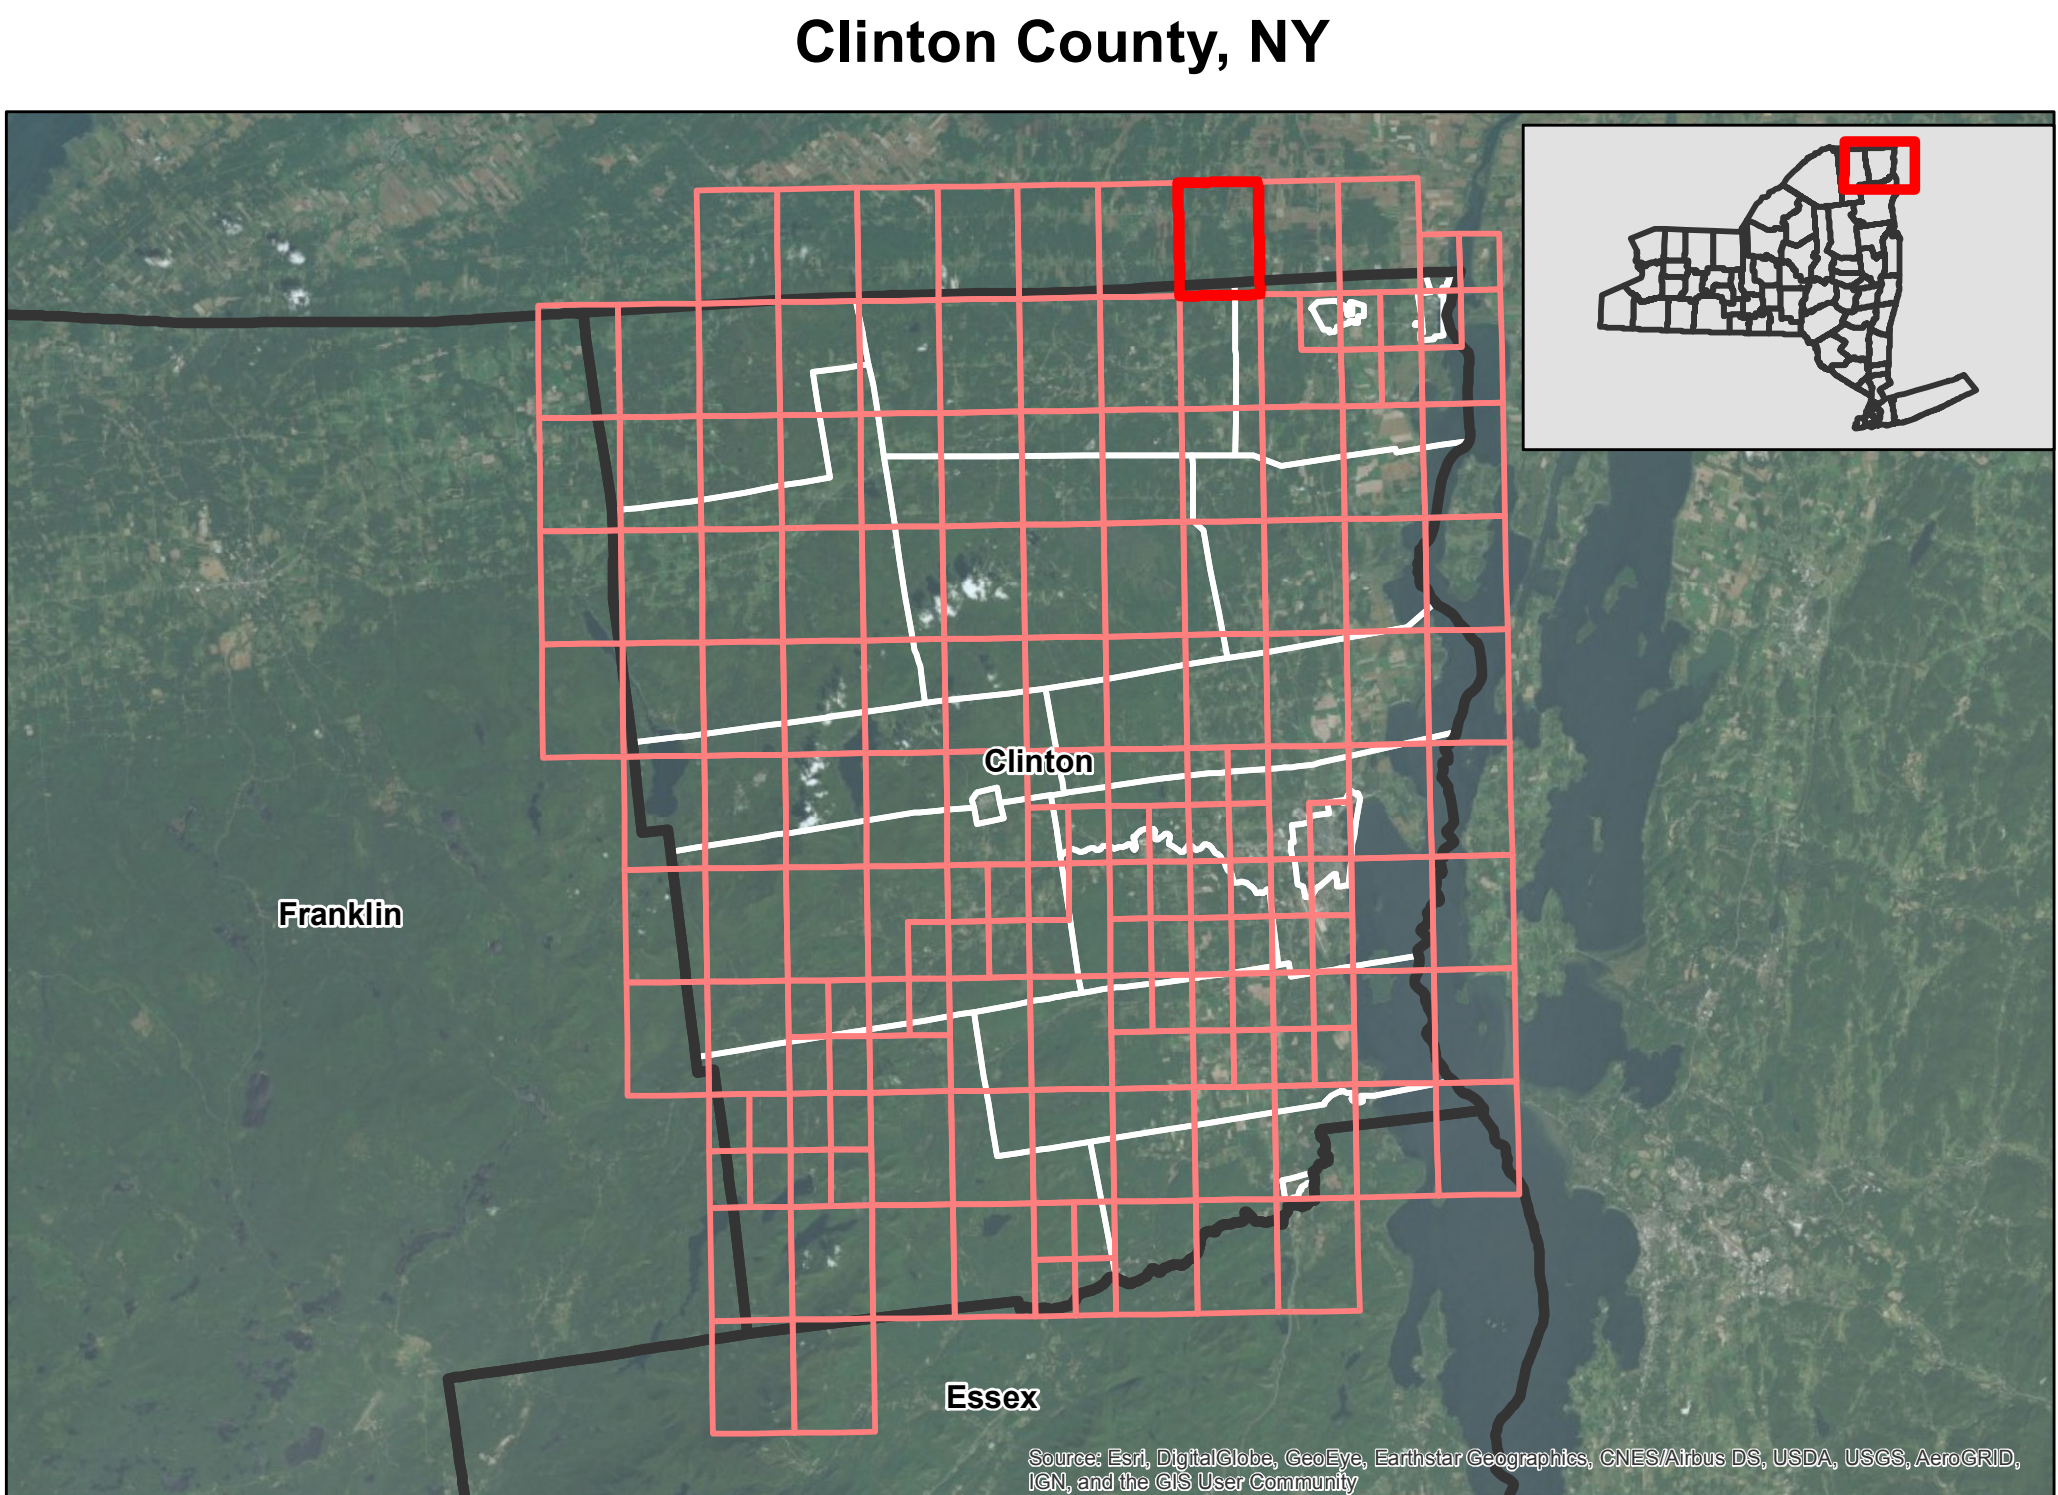 Clinton County, NY
Clinton
Franklin
Essex
Source: Esri, DigitalGlobe, GeoEye, Earthstar Geographics, CNES/Airbus DS, USDA, USGS, AeroGRID,
IGN, and the GIS User Community